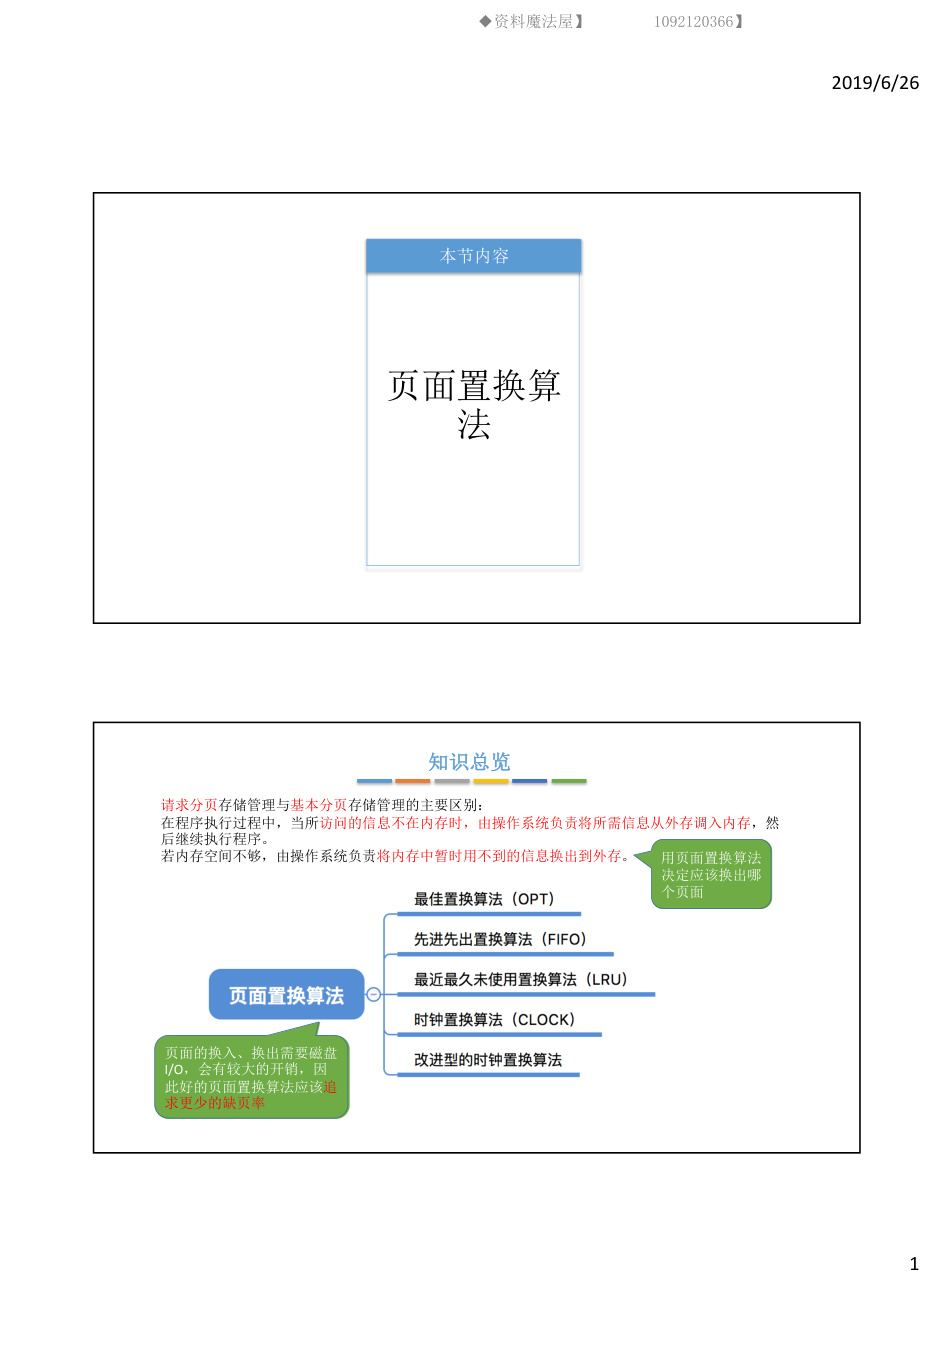 ◆资料魔法屋】 1092120366】
2019/6/26
本节内容
页面置换算
法
知识总览
请求分页存储管理与基本分页存储管理的主要区别：
在程序执行过程中，当所访问的信息不在内存时，由操作系统负责将所需信息从外存调入内存，然
后继续执行程序。
若内存空间不够，由操作系统负责将内存中暂时用不到的信息换出到外存。
用页面置换算法
决定应该换出哪
个页面
页面置换算法
最佳置换算法（OPT）
先进先出置换算法（FIFO）
最近最久未使用置换算法（LRU）
时钟置换算法（CLOCK）
改进型的时钟置换算法
页面的换入、换出需要磁盘
I/O，会有较大的开销，因
此好的页面置换算法应该追
求更少的缺页率
1